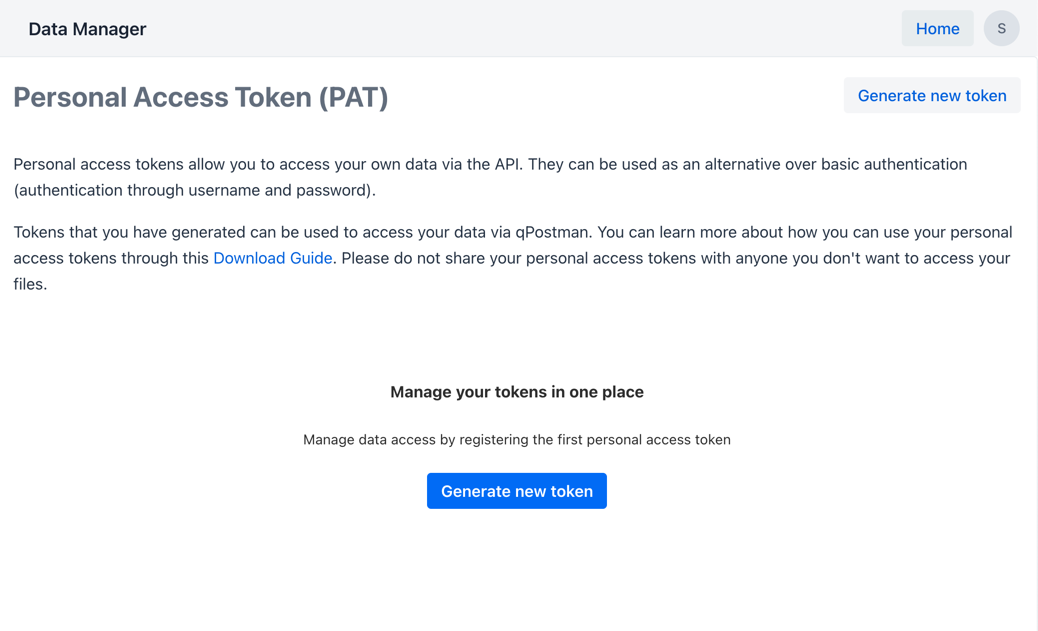 Data Manager
Home
S
Personal Access Token (PAT)
Generate new token
Personal access tokens allow you to access your own data via the API. They can be used as an alternative over basic authentication
(authentication through username and password).
Tokens that you have generated can be used to access your data via qPostman. You can learn more about how you can use your personal
access tokens through this Download Guide. Please do not share your personal access tokens with anyone you don't want to access your
files.
Manage your tokens in one place
Manage data access by registering the first personal access token
Generate new token